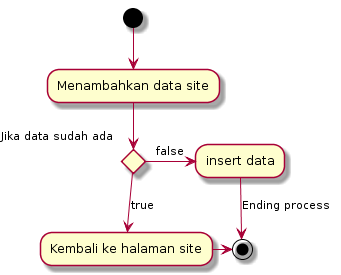 Menambahkan data site
Jika data sudah ada
false
insert data
true
Ending process
Kembali ke halaman site